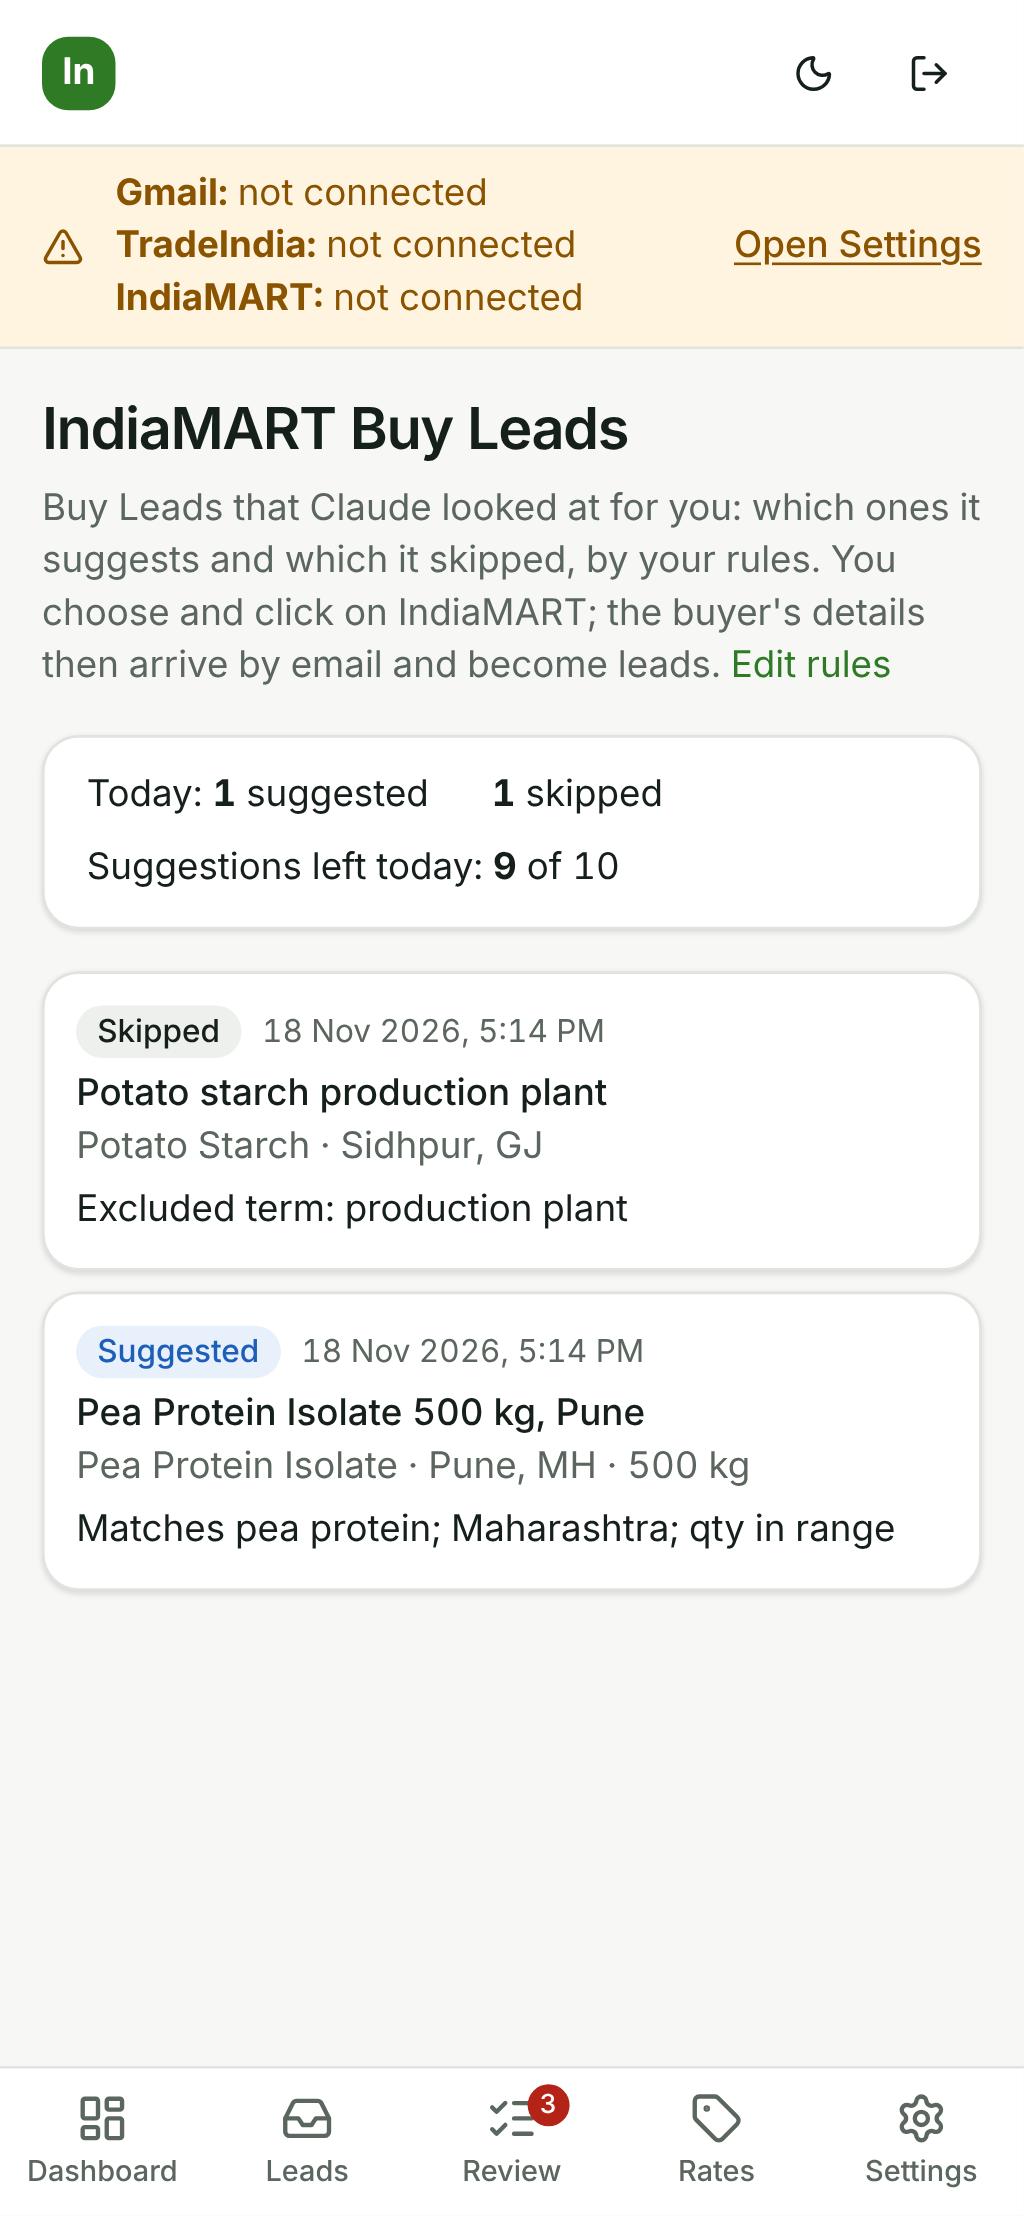 In
Gmail: not connected
TradeIndia: not connected
IndiaMART: not connected
Open Settings
IndiaMART Buy Leads
Buy Leads that Claude looked at for you: which ones it
suggests and which it skipped, by your rules. You
choose and click on IndiaMART; the buyer's details
then arrive by email and become leads. Edit rules
Today: 1 suggested 1 skipped
Suggestions left today: 9 of 10
Skipped 18 Nov 2026, 5:14 PM
Potato starch production plant
Potato Starch · Sidhpur, GJ
Excluded term: production plant
Suggested 18 Nov 2026, 5:14 PM
Pea Protein Isolate 500 kg, Pune
Pea Protein Isolate · Pune, MH · 500 kg
Matches pea protein; Maharashtra; qty in range
3
Dashboard Leads Review Rates Settings